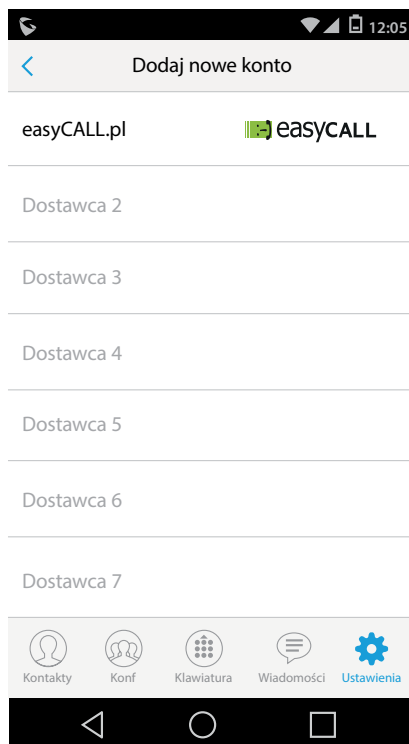 12:05
Dodaj nowe konto
easyCALL.pl easyCALL
Dostawca 2
Dostawca 3
Dostawca 4
Dostawca 5
Dostawca 6
Dostawca 7
Kontakty Konf Klawiatura Wiadomości Ustawienia